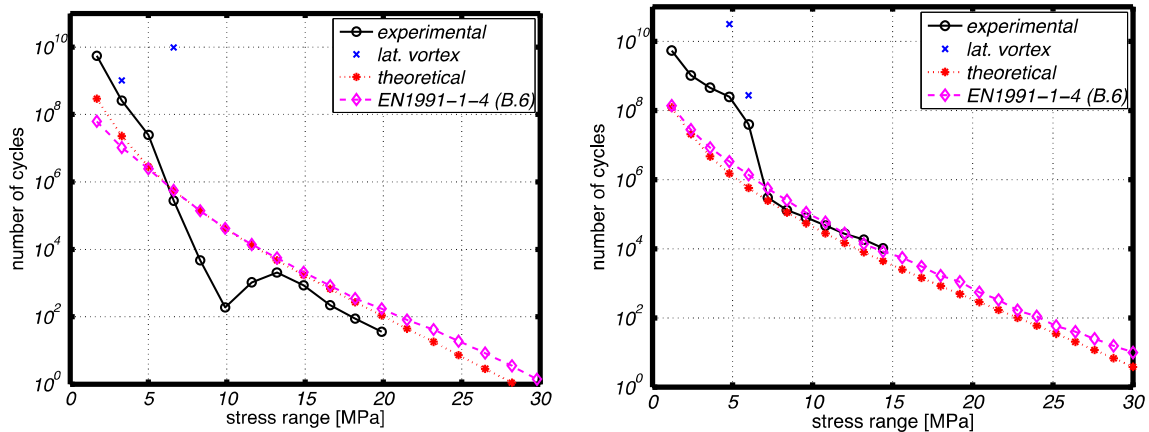 experimental
lat. vortex
theoretical
EN1991-1-4 (B.6)
10^10
10^8
10^6
10^4
10^2
10^0
number of cycles
0 5 10 15 20 25 30
stress range [MPa]
experimental
lat. vortex
theoretical
EN1991-1-4 (B.6)
10^10
10^8
10^6
10^4
10^2
10^0
number of cycles
0 5 10 15 20 25 30
stress range [MPa]